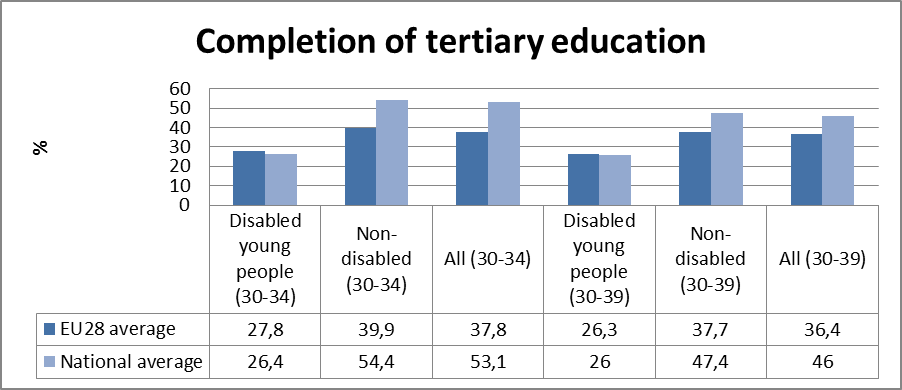 Completion of tertiary education
%
60
50
40
30
20
10
0
Disabled
young
people
(30-34)
Non-
disabled
(30-34)
All (30-34)
Disabled
young
people
(30-39)
Non-
disabled
(30-39)
All (30-39)
EU28 average 27,8 39,9 37,8 26,3 37,7 36,4
National average 26,4 54,4 53,1 26 47,4 46